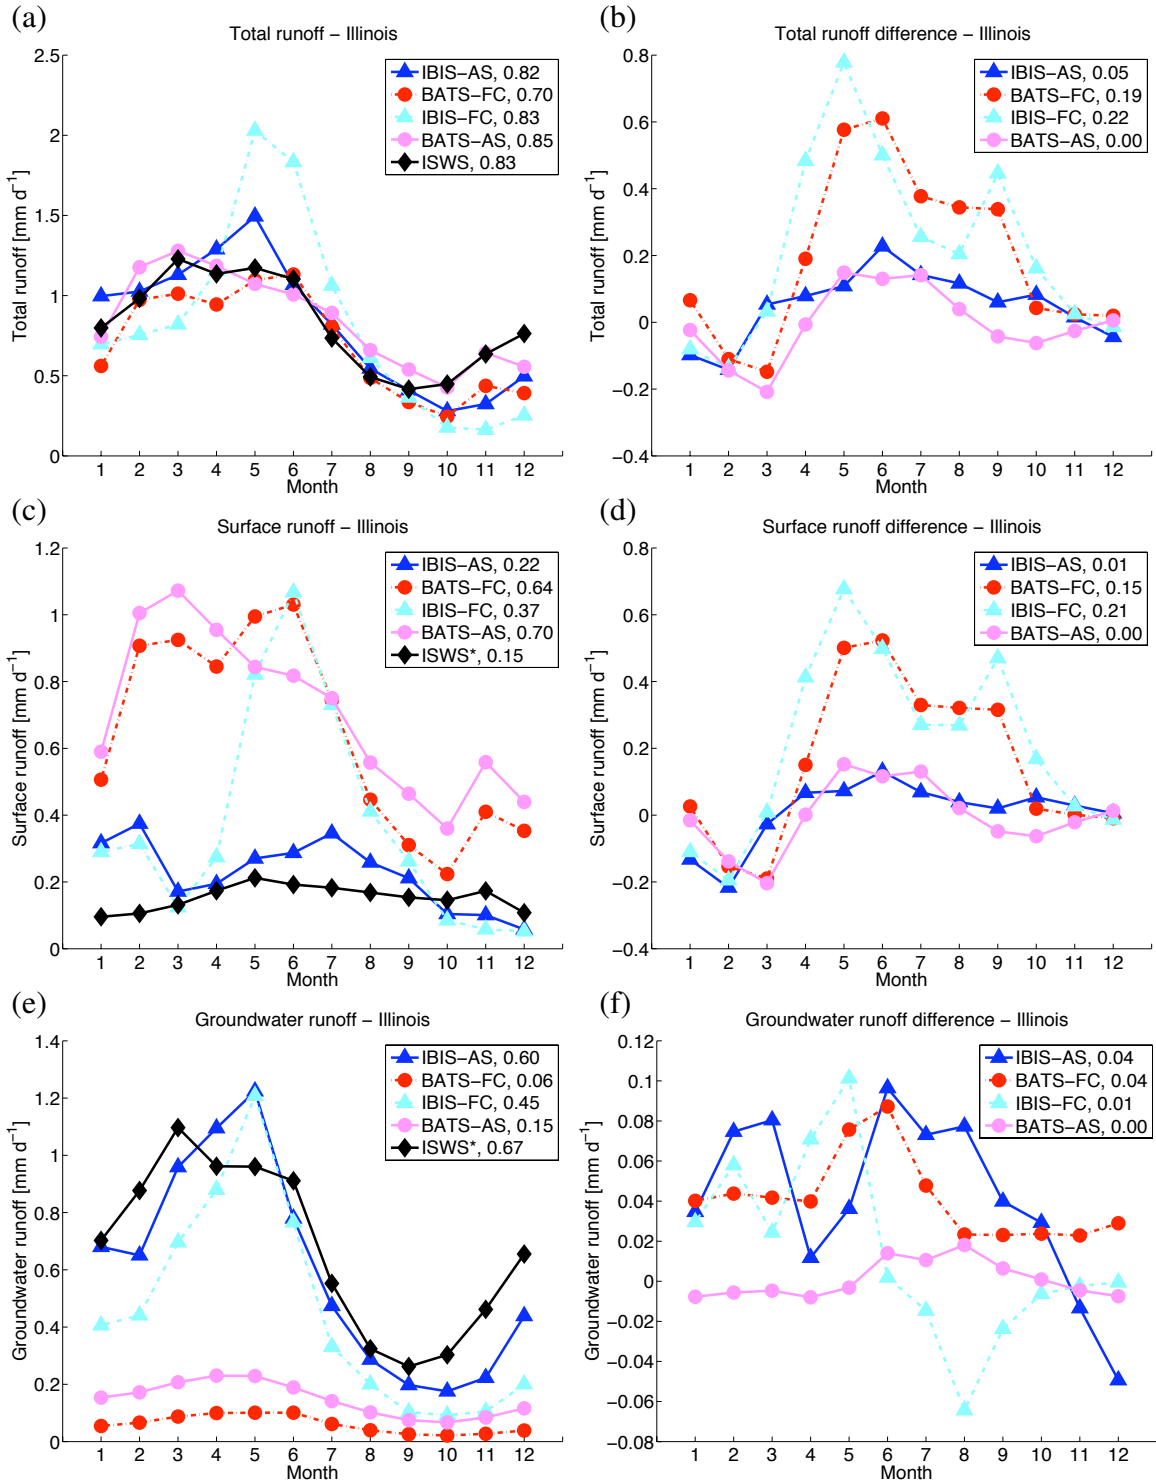 (a)
Total runoff − Illinois
Total runoff [mm d−1]
2.5
2
1.5
1
0.5
0
IBIS−AS, 0.82
BATS−FC, 0.70
IBIS−FC, 0.83
BATS−AS, 0.85
ISWS, 0.83
1 2 3 4 5 6 7 8 9 10 11 12
Month
(b)
Total runoff difference − Illinois
Total runoff [mm d−1]
0.8
0.6
0.4
0.2
0
−0.2
−0.4
IBIS−AS, 0.05
BATS−FC, 0.19
IBIS−FC, 0.22
BATS−AS, 0.00
1 2 3 4 5 6 7 8 9 10 11 12
Month
(c)
Surface runoff − Illinois
Surface runoff [mm d−1]
1.2
1
0.8
0.6
0.4
0.2
0
IBIS−AS, 0.22
BATS−FC, 0.64
IBIS−FC, 0.37
BATS−AS, 0.70
ISWS*, 0.15
1 2 3 4 5 6 7 8 9 10 11 12
Month
(d)
Surface runoff difference − Illinois
Surface runoff [mm d−1]
0.8
0.6
0.4
0.2
0
−0.2
−0.4
IBIS−AS, 0.01
BATS−FC, 0.15
IBIS−FC, 0.21
BATS−AS, 0.00
1 2 3 4 5 6 7 8 9 10 11 12
Month
(e)
Groundwater runoff − Illinois
Groundwater runoff [mm d−1]
1.4
1.2
1
0.8
0.6
0.4
0.2
0
IBIS−AS, 0.60
BATS−FC, 0.06
IBIS−FC, 0.45
BATS−AS, 0.15
ISWS*, 0.67
1 2 3 4 5 6 7 8 9 10 11 12
Month
(f)
Groundwater runoff difference − Illinois
Groundwater runoff [mm d−1]
0.12
0.1
0.08
0.06
0.04
0.02
0
−0.02
−0.04
−0.06
−0.08
IBIS−AS, 0.04
BATS−FC, 0.04
IBIS−FC, 0.01
BATS−AS, 0.00
1 2 3 4 5 6 7 8 9 10 11 12
Month